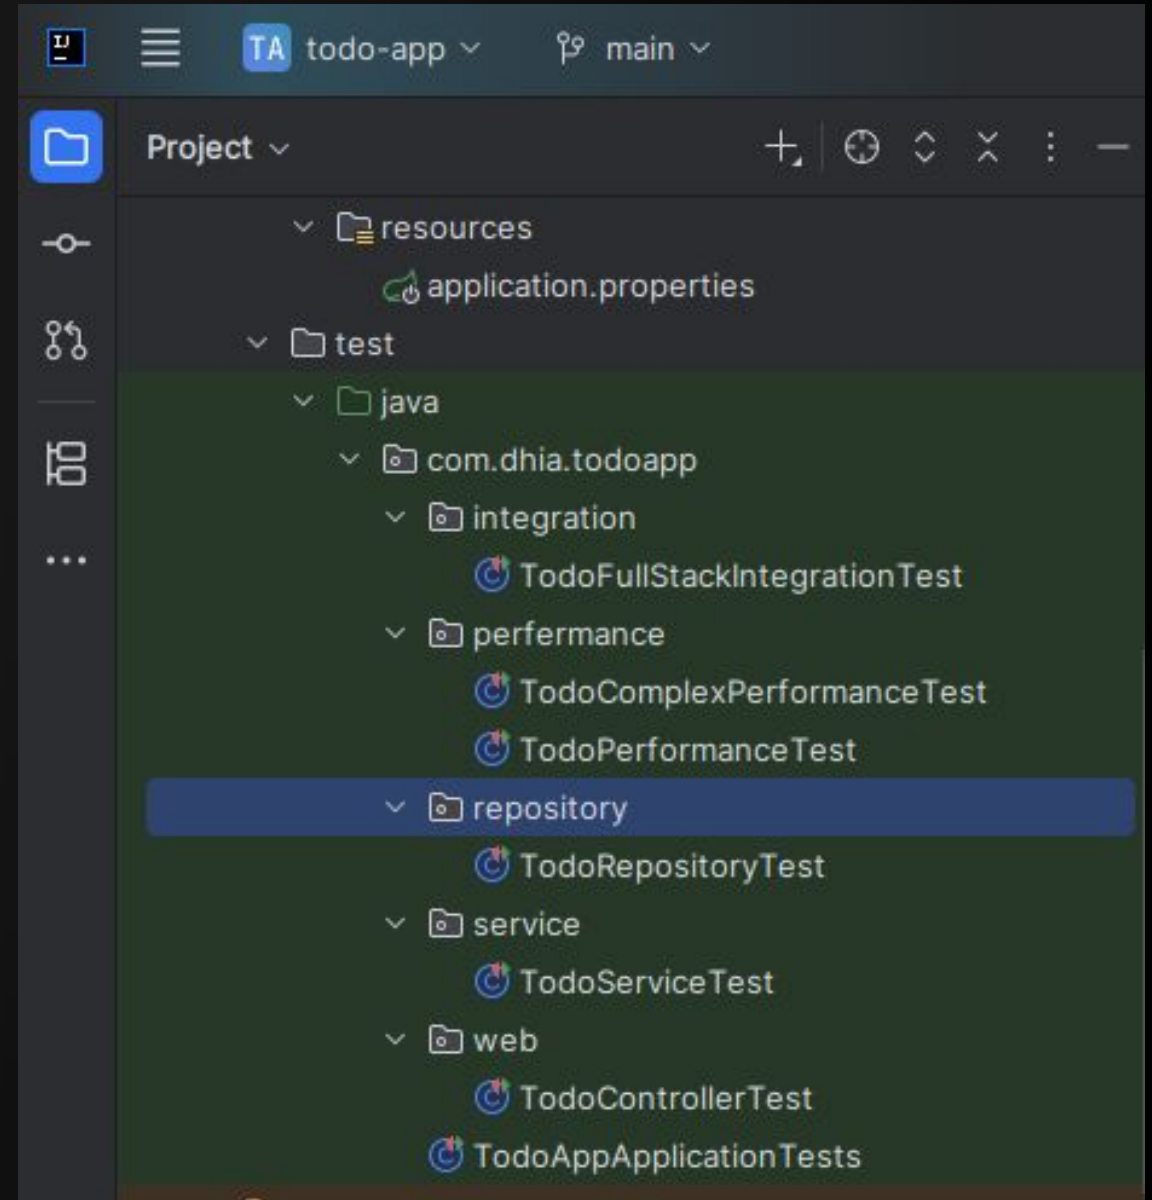 IJ
TA todo-app main
Project
resources
application.properties
test
java
com.dhia.todoapp
integration
TodoFullStackIntegrationTest
perfermance
TodoComplexPerformanceTest
TodoPerformanceTest
repository
TodoRepositoryTest
service
TodoServiceTest
web
TodoControllerTest
TodoAppApplicationTests